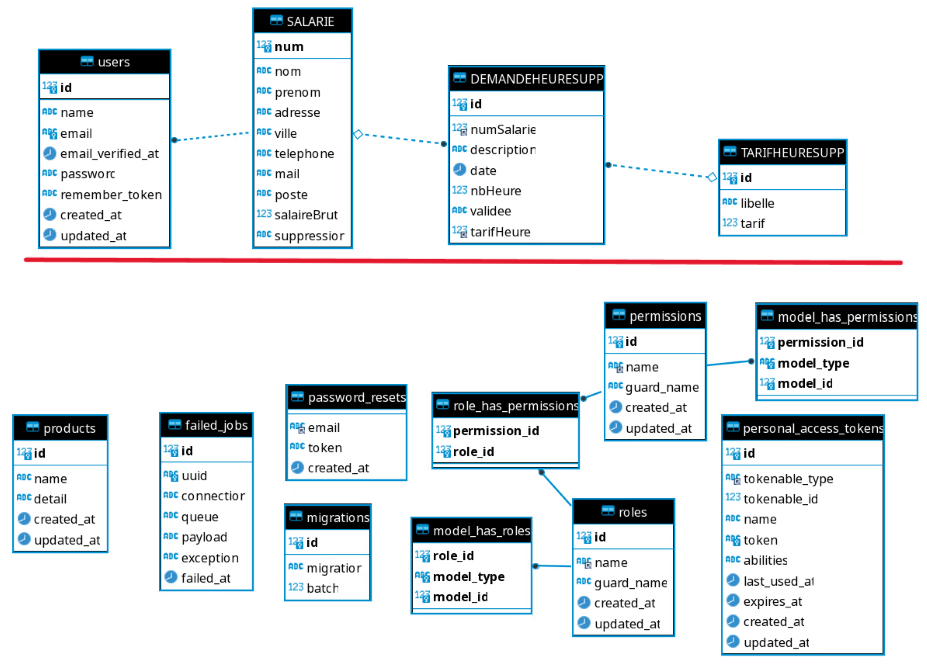 users
id
name
email
email_verified_at
passworc
remember_token
created_at
updated_at
SALARIE
num
nom
prenom
adresse
ville
telephone
mail
poste
salaireBrut
suppressior
DEMANDEHEURESUPP
id
numSalarie
description
date
nbHeure
validee
tarifHeure
TARIFHEURESUPP
id
libelle
tarif
permissions
id
name
guard_name
created_at
updated_at
model_has_permissions
permission_id
model_type
model_id
products
id
name
detail
created_at
updated_at
failed_jobs
id
uuid
connectior
queue
payload
exception
failed_at
password_resets
email
token
created_at
migrations
id
migratior
batch
role_has_permissions
permission_id
role_id
model_has_roles
role_id
model_type
model_id
roles
id
name
guard_name
created_at
updated_at
personal_access_tokens
id
tokenable_type
tokenable_id
name
token
abilities
last_used_at
expires_at
created_at
updated_at